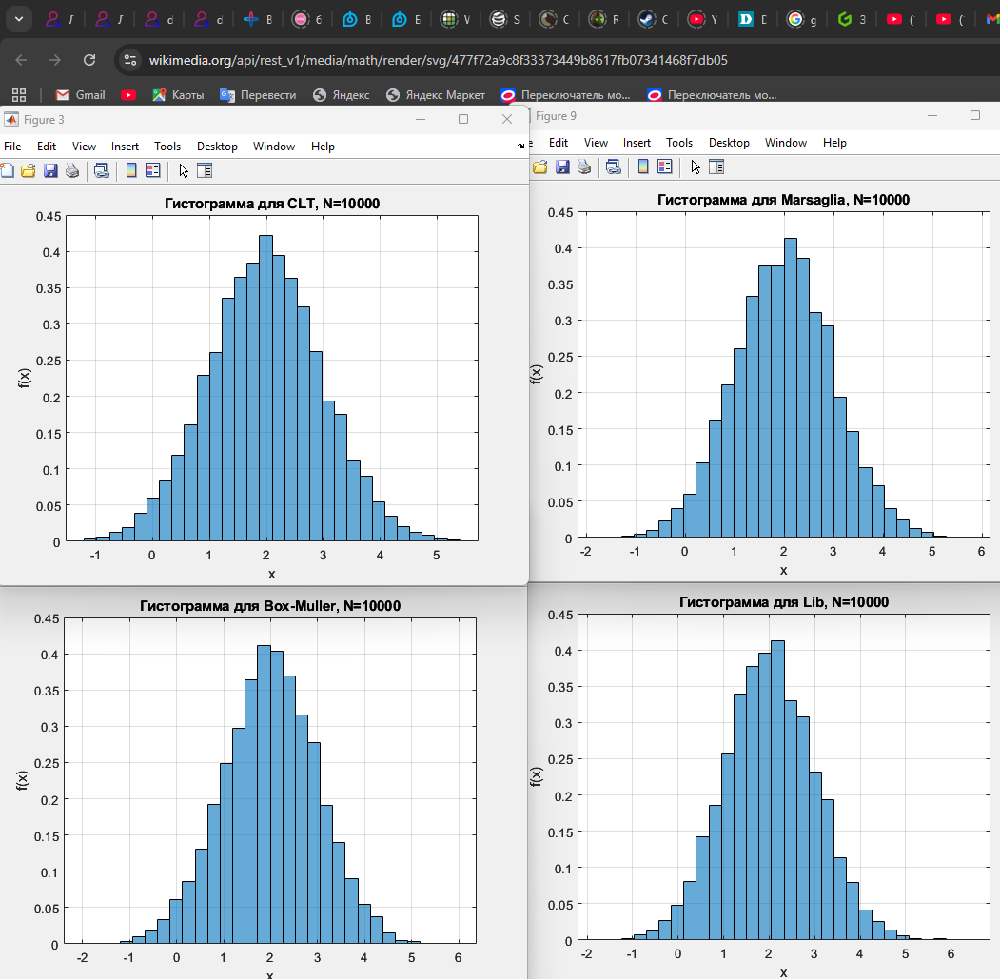 wikimedia.org/api/rest_v1/media/math/render/svg/477f72a9c8f33373449b8617fb07341468f7db05
Gmail Карты Перевести Яндекс Яндекс Маркет Переключатель мо... Переключатель мо...
Figure 3
File Edit View Insert Tools Desktop Window Help
Гистограмма для CLT, N=10000
0.45
0.4
0.35
0.3
0.25
0.2
0.15
0.1
0.05
0
f(x)
-1 0 1 2 3 4 5
x
Figure 9
Edit View Insert Tools Desktop Window Help
Гистограмма для Marsaglia, N=10000
0.45
0.4
0.35
0.3
0.25
0.2
0.15
0.1
0.05
0
f(x)
-2 -1 0 1 2 3 4 5 6
x
Гистограмма для Box-Muller, N=10000
0.45
0.4
0.35
0.3
0.25
0.2
0.15
0.1
0.05
0
f(x)
-2 -1 0 1 2 3 4 5 6
x
Гистограмма для Lib, N=10000
0.45
0.4
0.35
0.3
0.25
0.2
0.15
0.1
0.05
0
f(x)
-2 -1 0 1 2 3 4 5 6
x